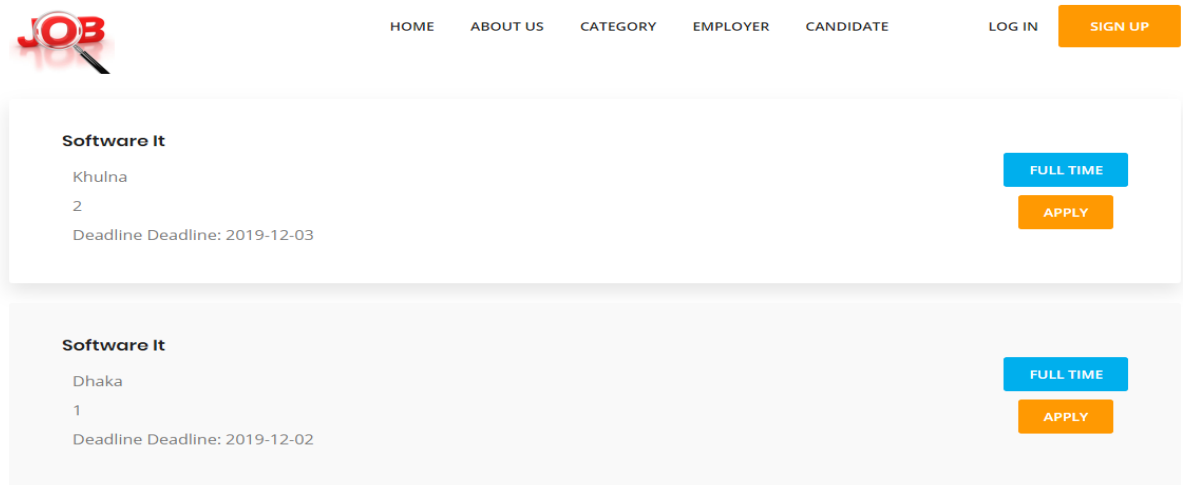 JOB
HOME ABOUT US CATEGORY EMPLOYER CANDIDATE LOG IN SIGN UP
Software It
Khulna
2
Deadline Deadline: 2019-12-03
FULL TIME
APPLY
Software It
Dhaka
1
Deadline Deadline: 2019-12-02
FULL TIME
APPLY